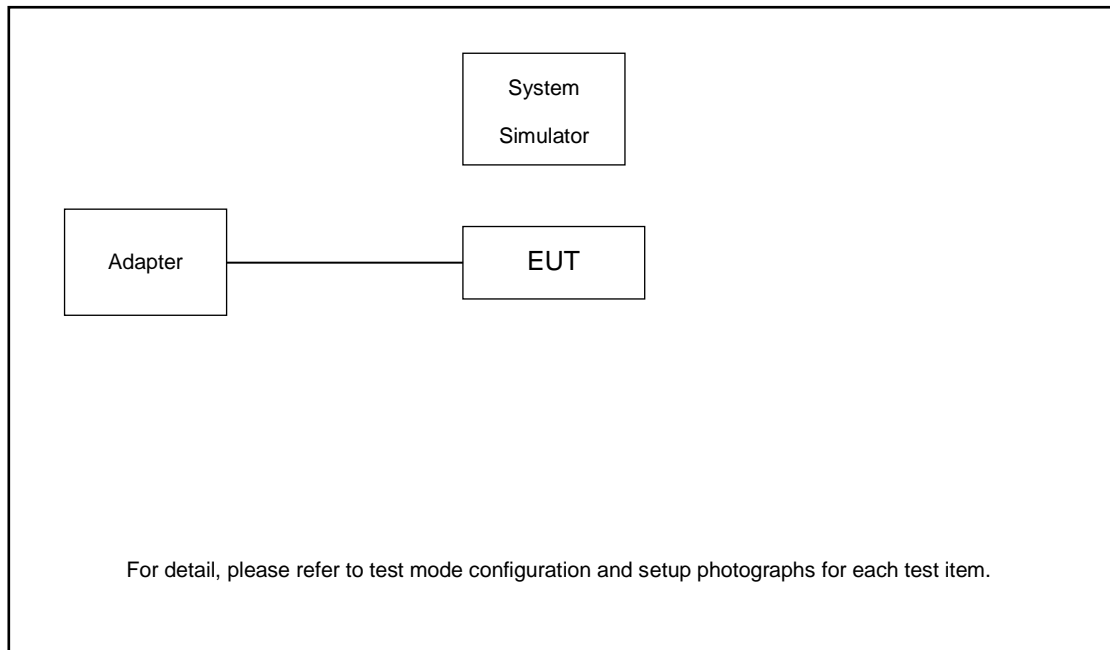 System
Simulator
Adapter
EUT
For detail, please refer to test mode configuration and setup photographs for each test item.